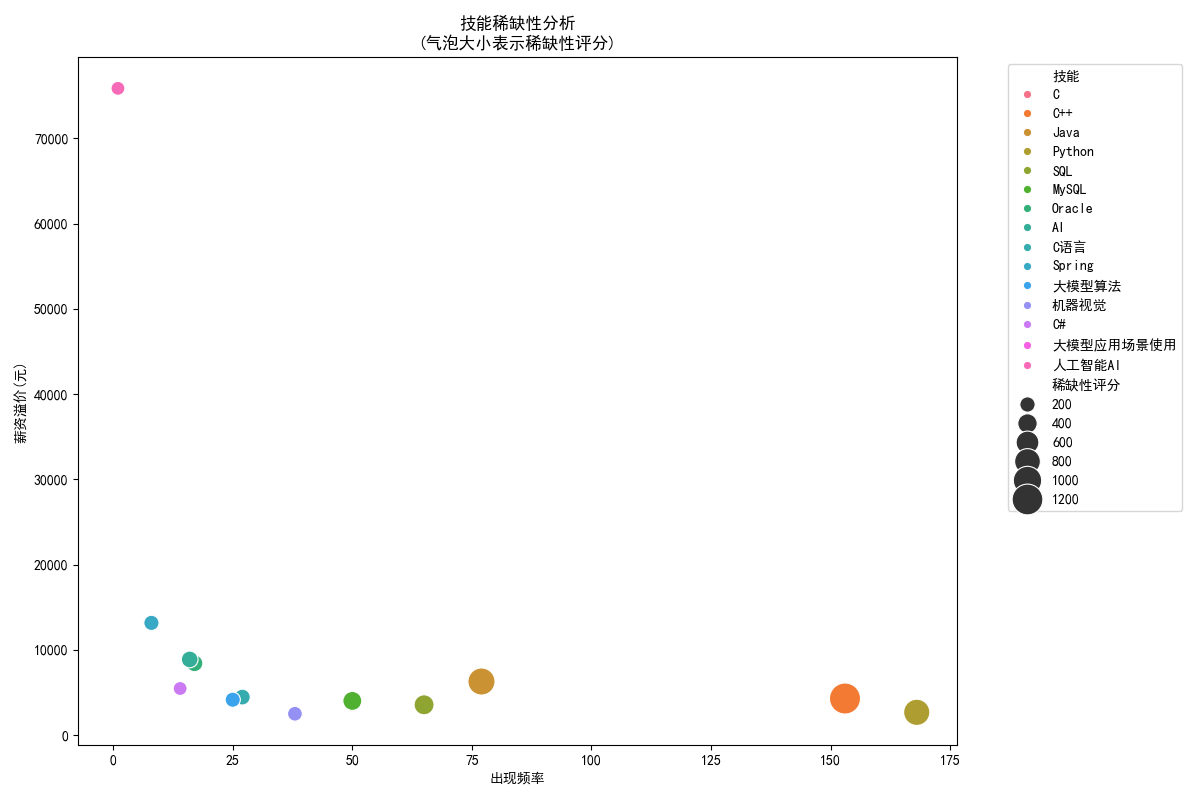 技能稀缺性分析
(气泡大小表示稀缺性评分)
薪资溢价(元)
70000
60000
50000
40000
30000
20000
10000
0
0
25
50
75
100
125
150
175
出现频率
技能
C
C++
Java
Python
SQL
MySQL
Oracle
AI
C语言
Spring
大模型算法
机器视觉
C#
大模型应用场景使用
人工智能AI
稀缺性评分
200
400
600
800
1000
1200